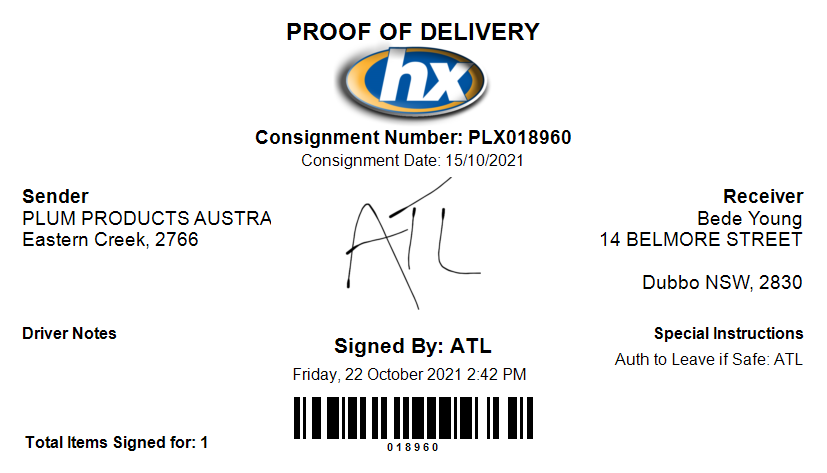 PROOF OF DELIVERY
hx
Consignment Number: PLX018960
Consignment Date: 15/10/2021
Sender
PLUM PRODUCTS AUSTRA
Eastern Creek, 2766
ATL
Receiver
Bede Young
14 BELMORE STREET
Dubbo NSW, 2830
Driver Notes
Signed By: ATL
Friday, 22 October 2021 2:42 PM
Special Instructions
Auth to Leave if Safe: ATL
Total Items Signed for: 1
018960